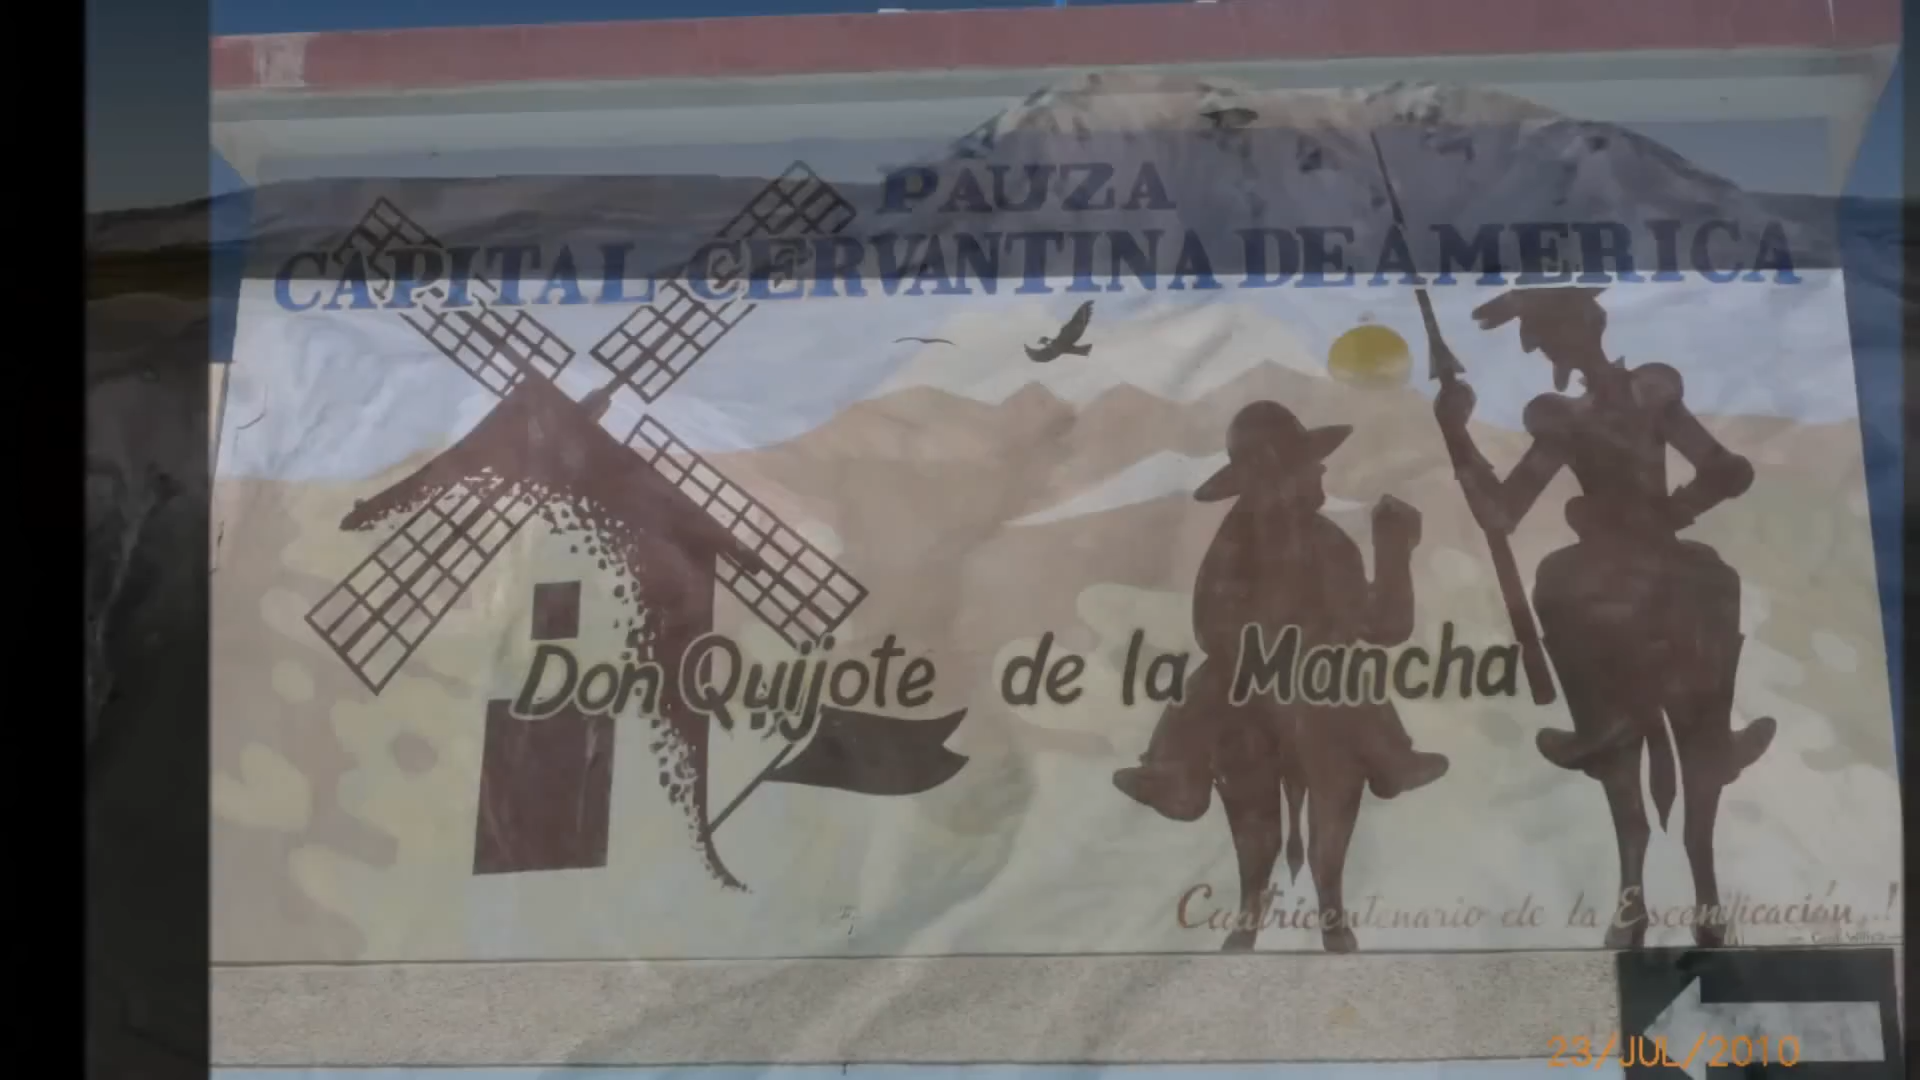 PAUZA
CAPITAL CERVANTINA DE AMERICA
Don Quijote de la Mancha
Cuatricentenario de la Escenificación..!
23/JUL/2010